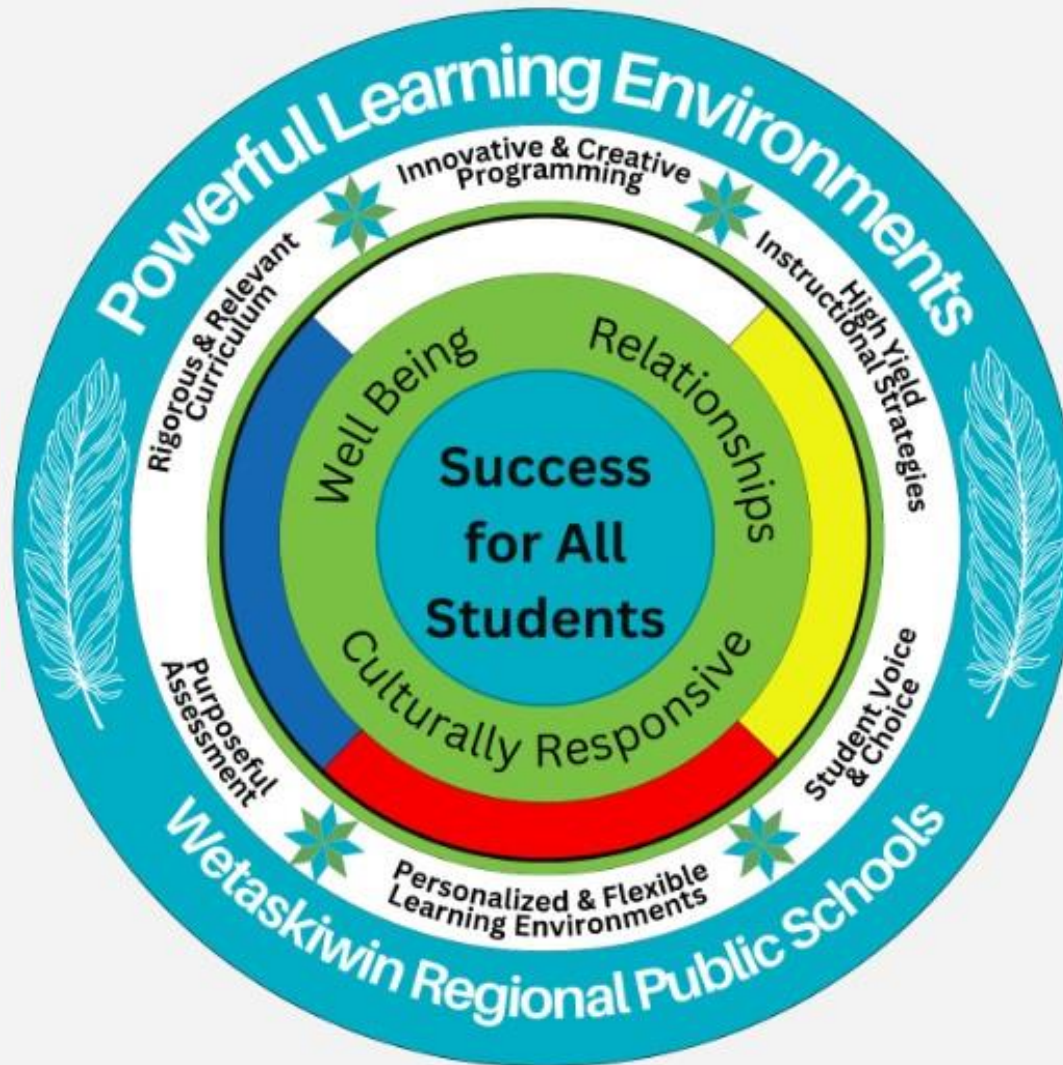 Powerful Learning Environments
Innovative & Creative
Programming
High Yield
Instructional Strategies
Student Voice
& Choice
Personalized & Flexible
Learning Environments
Purposeful
Assessment
Rigorous & Relevant
Curriculum
Well Being
Relationships
Culturally Responsive
Success
for All
Students
Wetaskiwin Regional Public Schools